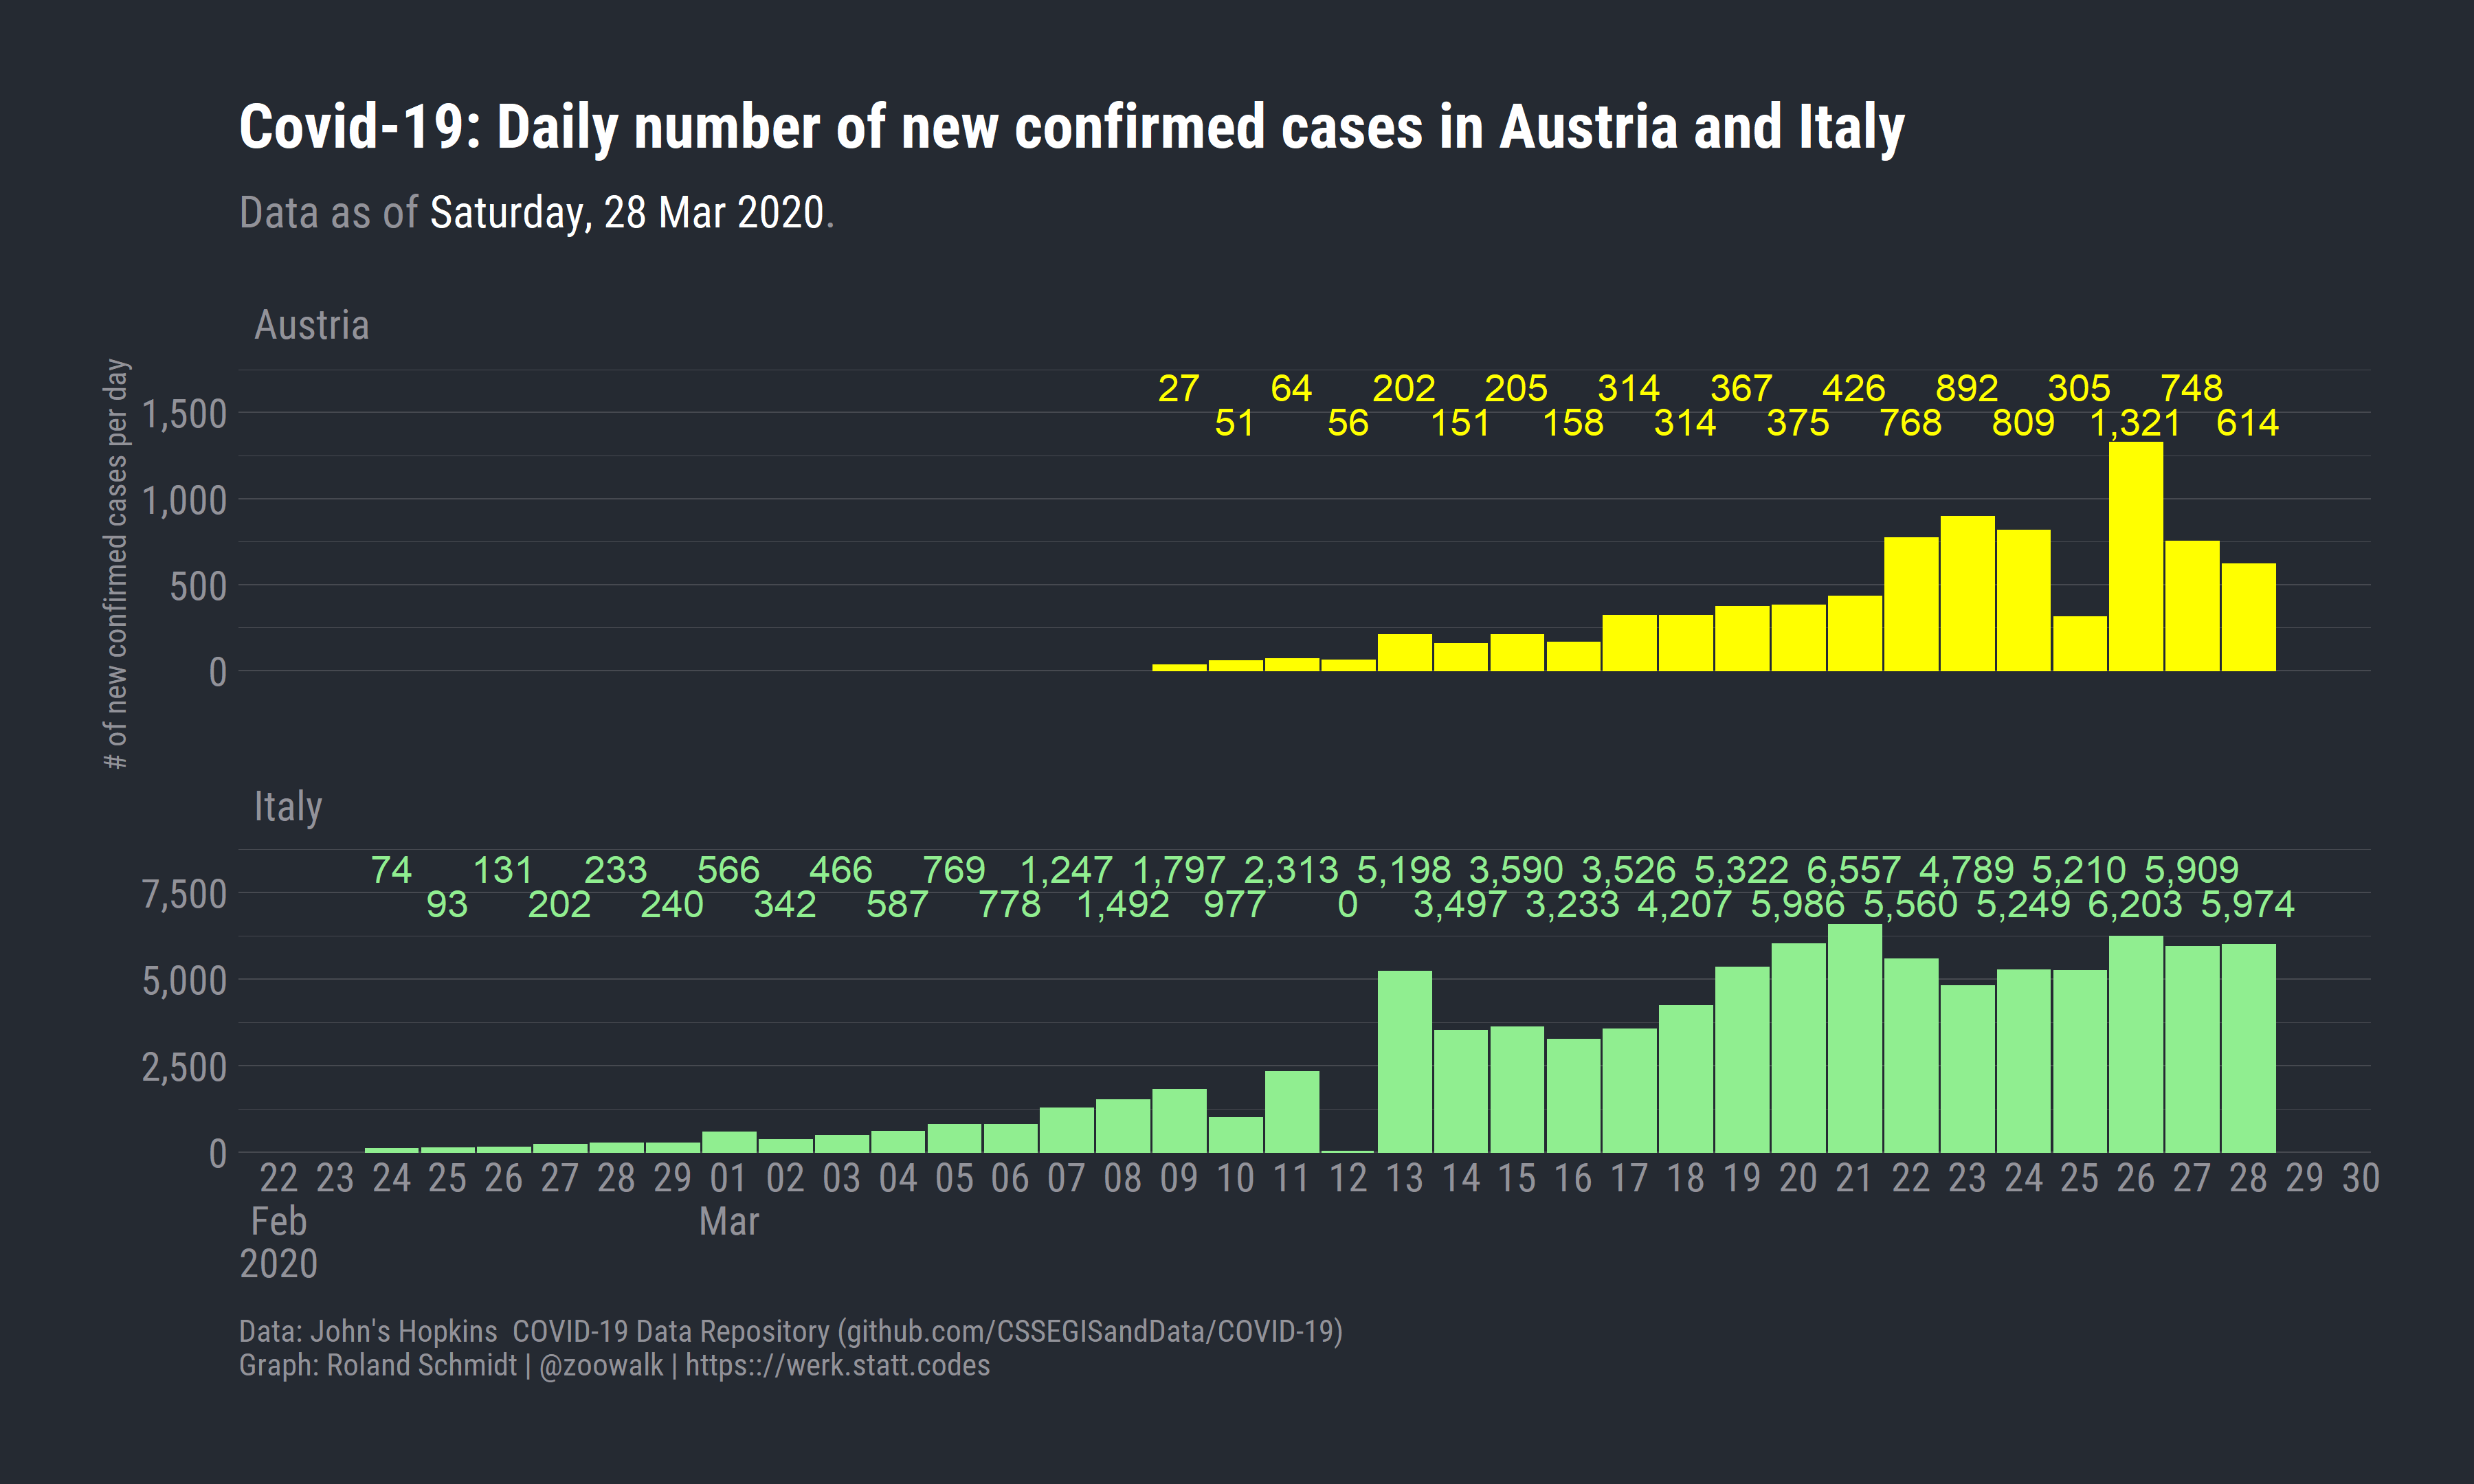 Covid-19: Daily number of new confirmed cases in Austria and Italy
Data as of Saturday, 28 Mar 2020.
# of new confirmed cases per day
Austria
27 64 202 205 314 367 426 892 305 748
51 56 151 158 314 375 768 809 1,321 614
1,500
1,000
500
0
Italy
74 131 233 566 466 769 1,247 1,797 2,313 5,198 3,590 3,526 5,322 6,557 4,789 5,210 5,909
93 202 240 342 587 778 1,492 977 0 3,497 3,233 4,207 5,986 5,560 5,249 6,203 5,974
7,500
5,000
2,500
0
22 23 24 25 26 27 28 29 01 02 03 04 05 06 07 08 09 10 11 12 13 14 15 16 17 18 19 20 21 22 23 24 25 26 27 28 29 30
Feb Mar
2020
Data: John's Hopkins  COVID-19 Data Repository (github.com/CSSEGISandData/COVID-19)
Graph: Roland Schmidt | @zoowalk | https:://werk.statt.codes